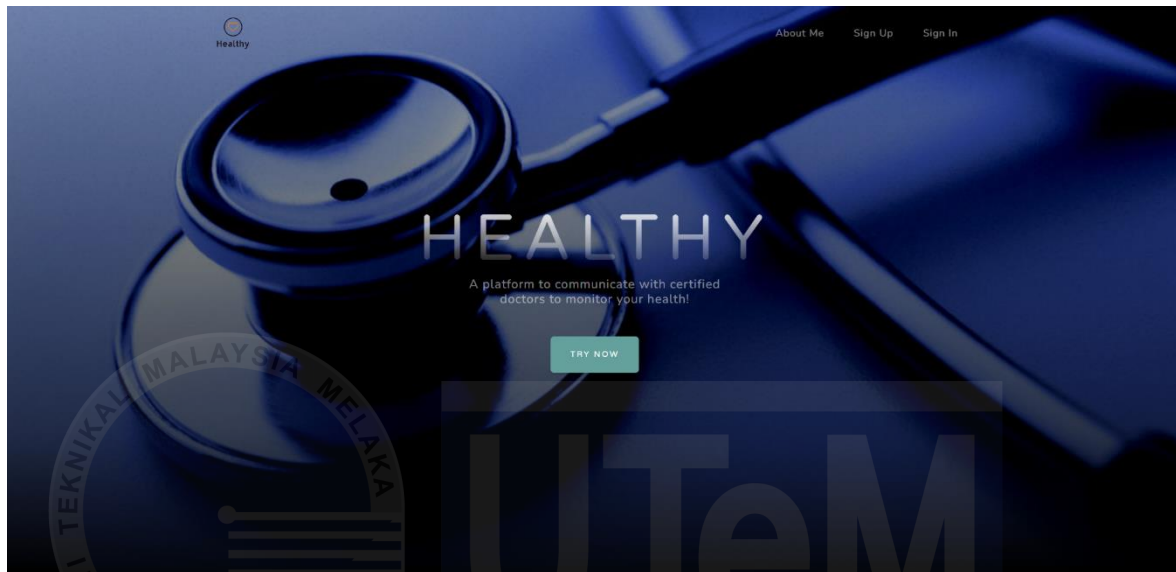 Healthy
About Me Sign Up Sign In
HEALTHY
A platform to communicate with certified
doctors to monitor your health!
TRY NOW
I TEKNIKAL MALAYSIA MELAKA
UTeM